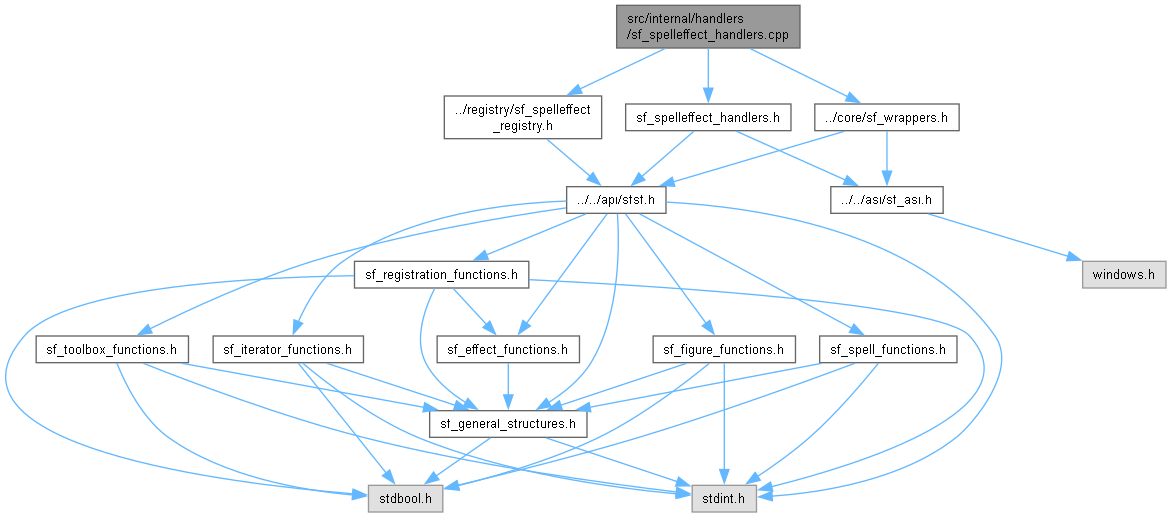 src/internal/handlers
/sf_spelleffect_handlers.cpp
../registry/sf_spelleffect
_registry.h
sf_spelleffect_handlers.h
../core/sf_wrappers.h
../../api/sfsf.h
../../asi/sf_asi.h
sf_registration_functions.h
windows.h
sf_toolbox_functions.h
sf_iterator_functions.h
sf_effect_functions.h
sf_figure_functions.h
sf_spell_functions.h
sf_general_structures.h
stdbool.h
stdint.h